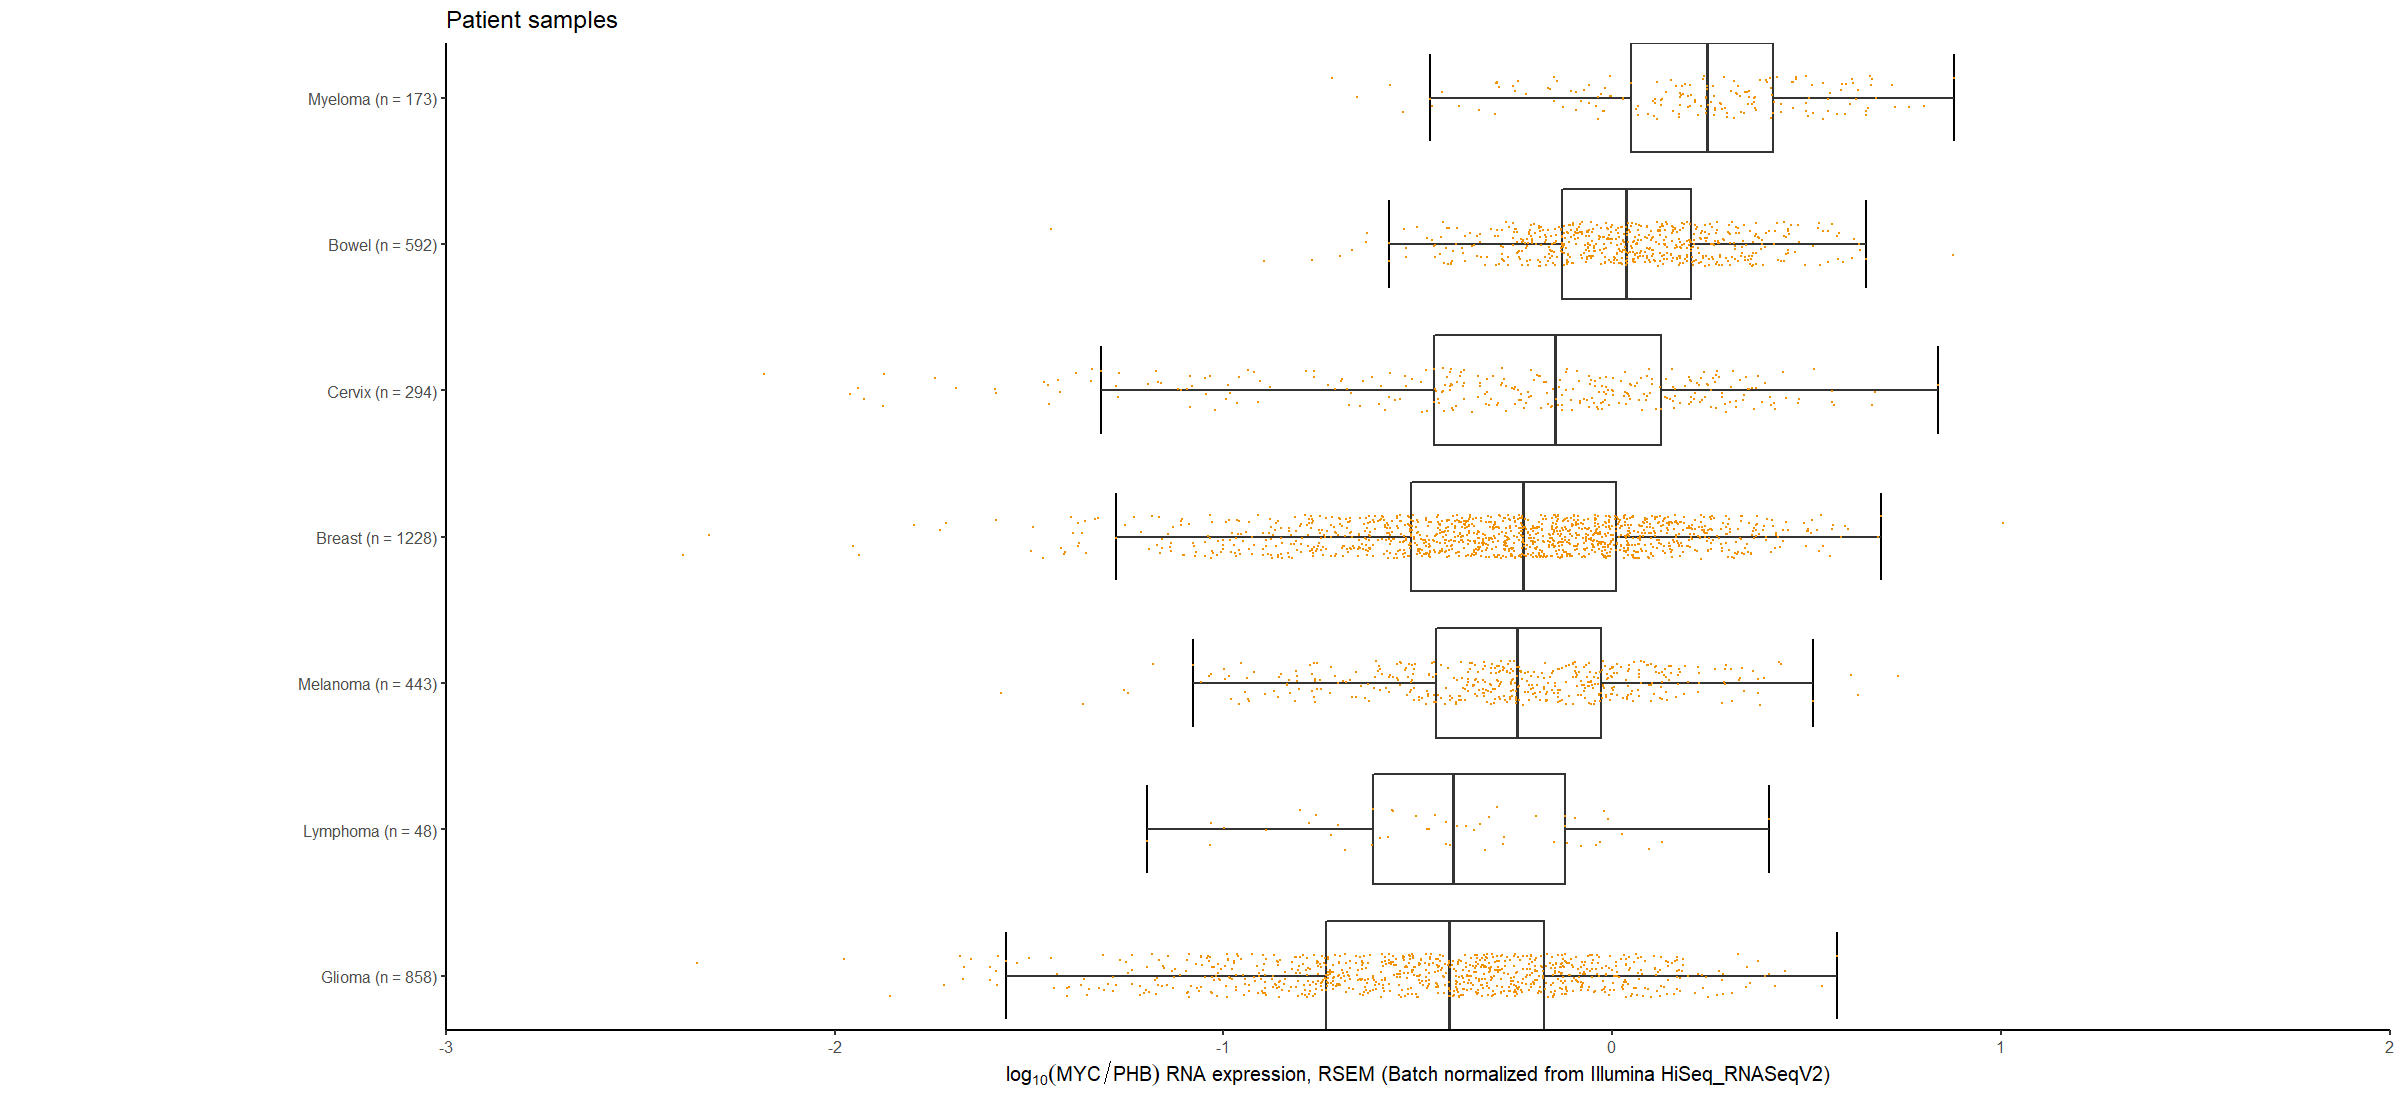 Patient samples
Myeloma (n = 173)
Bowel (n = 592)
Cervix (n = 294)
Breast (n = 1228)
Melanoma (n = 443)
Lymphoma (n = 48)
Glioma (n = 858)
-3 -2 -1 0 1 2
log₁₀(MYC/PHB) RNA expression, RSEM (Batch normalized from Illumina HiSeq_RNASeqV2)